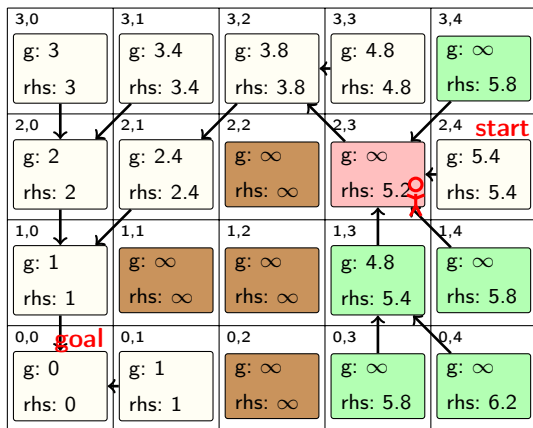 3,0 3,1 3,2 3,3 3,4
g: 3 g: 3.4 g: 3.8 g: 4.8 g: ∞
rhs: 3 rhs: 3.4 rhs: 3.8 rhs: 4.8 rhs: 5.8
2,0 2,1 2,2 2,3 2,4 start
g: 2 g: 2.4 g: ∞ g: ∞ g: 5.4
rhs: 2 rhs: 2.4 rhs: ∞ rhs: 5.2 rhs: 5.4
1,0 1,1 1,2 1,3 1,4
g: 1 g: ∞ g: ∞ g: 4.8 g: ∞
rhs: 1 rhs: ∞ rhs: ∞ rhs: 5.4 rhs: 5.8
0,0 goal 0,1 0,2 0,3 0,4
g: 0 g: 1 g: ∞ g: ∞ g: ∞
rhs: 0 rhs: 1 rhs: ∞ rhs: 5.8 rhs: 6.2